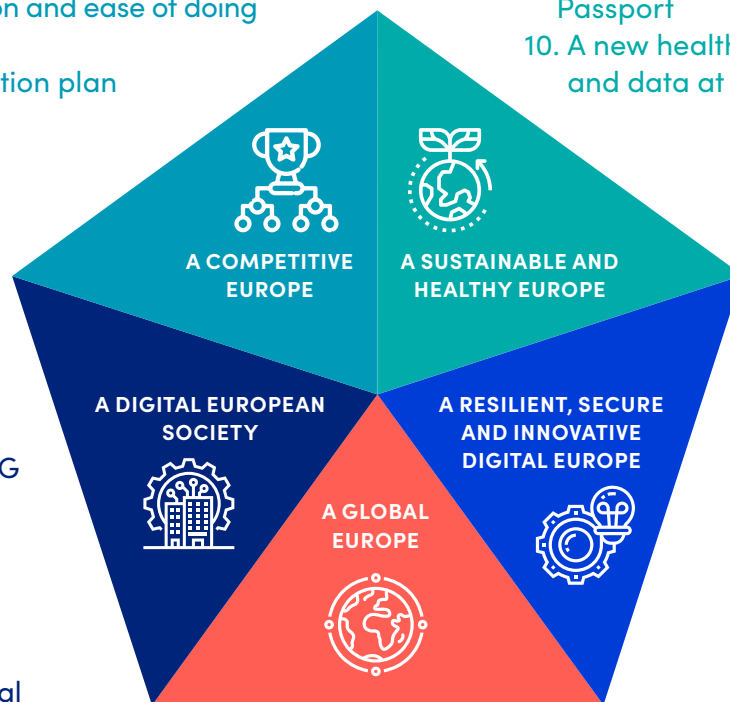 on and ease of doing
tion plan
Passport
10. A new health
and data at
A COMPETITIVE
EUROPE
A SUSTAINABLE AND
HEALTHY EUROPE
A DIGITAL EUROPEAN
SOCIETY
A RESILIENT, SECURE
AND INNOVATIVE
DIGITAL EUROPE
G
A GLOBAL
EUROPE
al